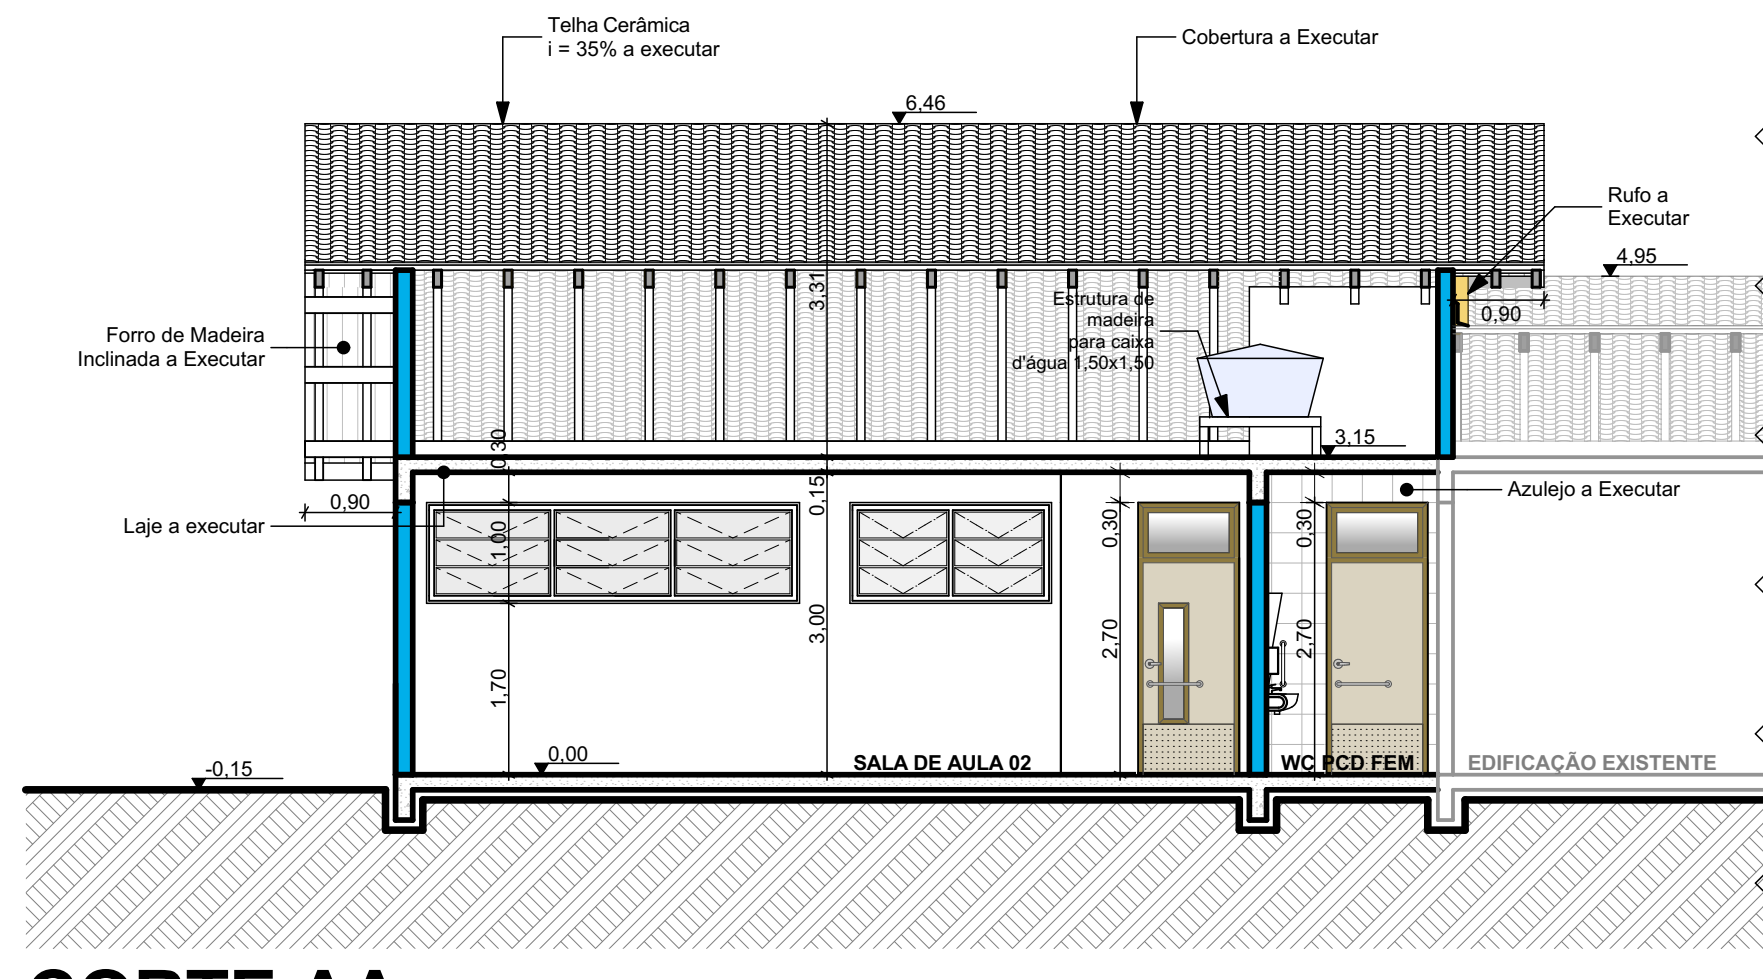 Telha Cerâmica
i = 35% a executar
Cobertura a Executar
6,46
Rufo a
Executar
4,95
3,31
Estrutura de
madeira
para caixa
d'água 1,50x1,50
0,90
Forro de Madeira
Inclinada a Executar
0,30
3,15
0,90
0,15
Azulejo a Executar
Laje a executar
1,00
0,30
0,30
3,00
2,70
2,70
1,70
-0,15
0,00
SALA DE AULA 02
WC PCD FEM
EDIFICAÇÃO EXISTENTE
CORTE AA